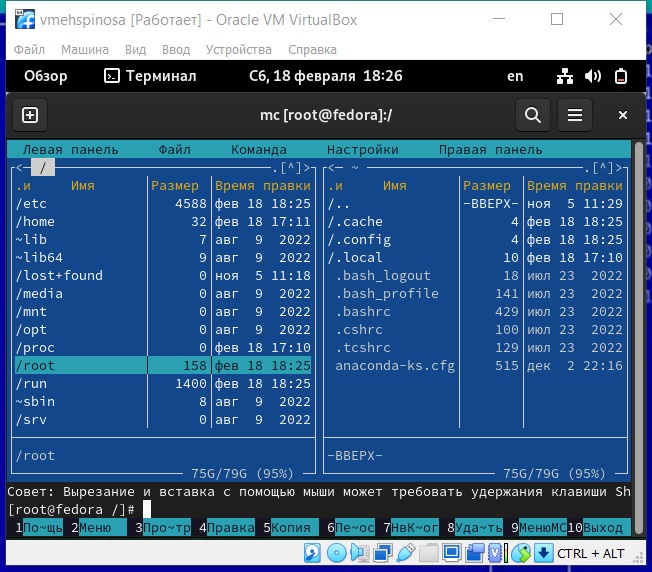 vmehspinosa [Работает] - Oracle VM VirtualBox
Файл Машина Вид Ввод Устройства Справка
Обзор Терминал Сб, 18 февраля 18:26 en
mc [root@fedora]:/
Левая панель Файл Команда Настройки Правая панель
<─ / .[^]> <─ ~ .[^]>
.и Имя Размер Время правки .и Имя Размер Время правки
/etc 4588 фев 18 18:25 /.. -ВВЕРХ- ноя 5 11:29
/home 32 фев 18 17:11 /.cache 4 фев 18 18:25
~lib 7 авг 9 2022 /.config 4 фев 18 18:25
~lib64 9 авг 9 2022 /.local 10 фев 18 17:10
/lost+found 0 ноя 5 11:18 .bash_logout 18 июл 23 2022
/media 0 авг 9 2022 .bash_profile 141 июл 23 2022
/mnt 0 авг 9 2022 .bashrc 429 июл 23 2022
/opt 0 авг 9 2022 .cshrc 100 июл 23 2022
/proc 0 фев 18 17:10 .tcshrc 129 июл 23 2022
/root 158 фев 18 18:25 anaconda-ks.cfg 515 дек 2 22:16
/run 1400 фев 18 18:25
~sbin 8 авг 9 2022
/srv 0 авг 9 2022
/root -ВВЕРХ-
75G/79G (95%) 75G/79G (95%)
Совет: Вырезание и вставка с помощью мыши может требовать удержания клавиши Sh
[root@fedora /]#
1По~щь 2Меню 3Про~тр 4Правка 5Копия 6Пе~ос 7НвК~ог 8Уда~ть 9МенюМС10Выход
CTRL + ALT